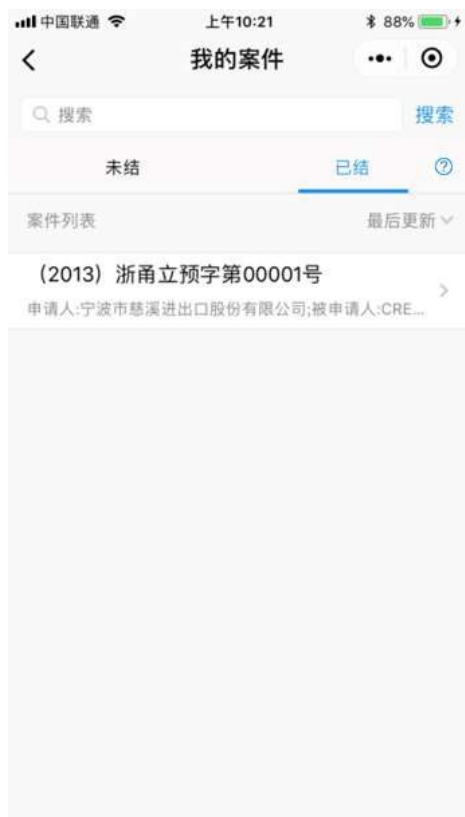 中国联通 上午10:21 88%
我的案件
搜索 搜索
未结 已结
案件列表 最后更新
（2013）浙甬立预字第00001号
申请人:宁波市慈溪进出口股份有限公司;被申请人:CRE...